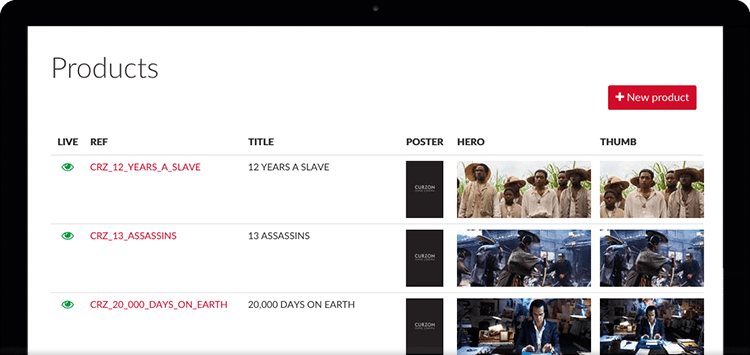 Products
+ New product
LIVE REF TITLE POSTER HERO THUMB
CRZ_12_YEARS_A_SLAVE 12 YEARS A SLAVE CURZON
CRZ_13_ASSASSINS 13 ASSASSINS CURZON
CRZ_20_000_DAYS_ON_EARTH 20,000 DAYS ON EARTH CURZON